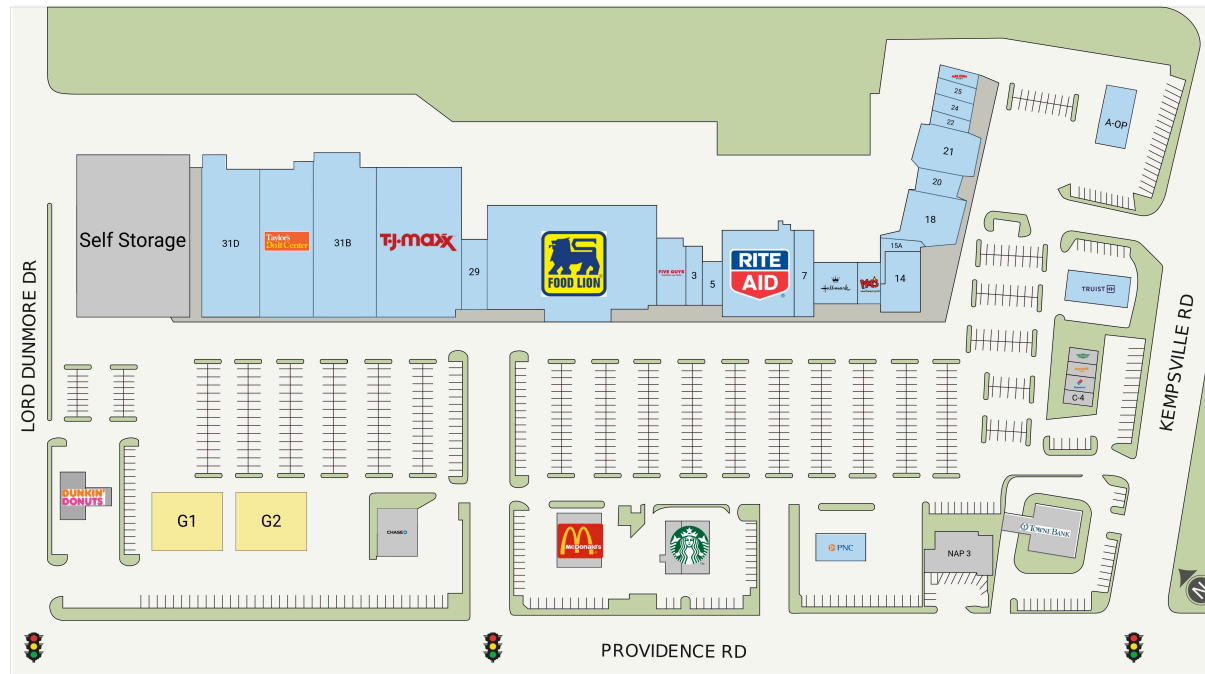 25
24
22
A-OP
21
20
18
15A
14
Self Storage
31D
Taylor's
Do it Center
31B
T·J·maxx
29
FOOD LION
FIVE GUYS
3
5
RITE
AID
7
Hallmark
TRUIST
C-4
LORD DUNMORE DR
KEMPSVILLE RD
DUNKIN'
DONUTS
G1
G2
CHASE
McDonald's
PNC
NAP 3
TOWNE BANK
N
PROVIDENCE RD